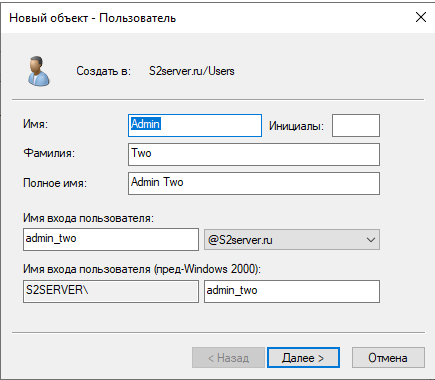 Новый объект - Пользователь
Создать в: S2server.ru/Users
Имя: Admin Инициалы:
Фамилия: Two
Полное имя: Admin Two
Имя входа пользователя:
admin_two @S2server.ru
Имя входа пользователя (пред-Windows 2000):
S2SERVER\ admin_two
< Назад Далее > Отмена